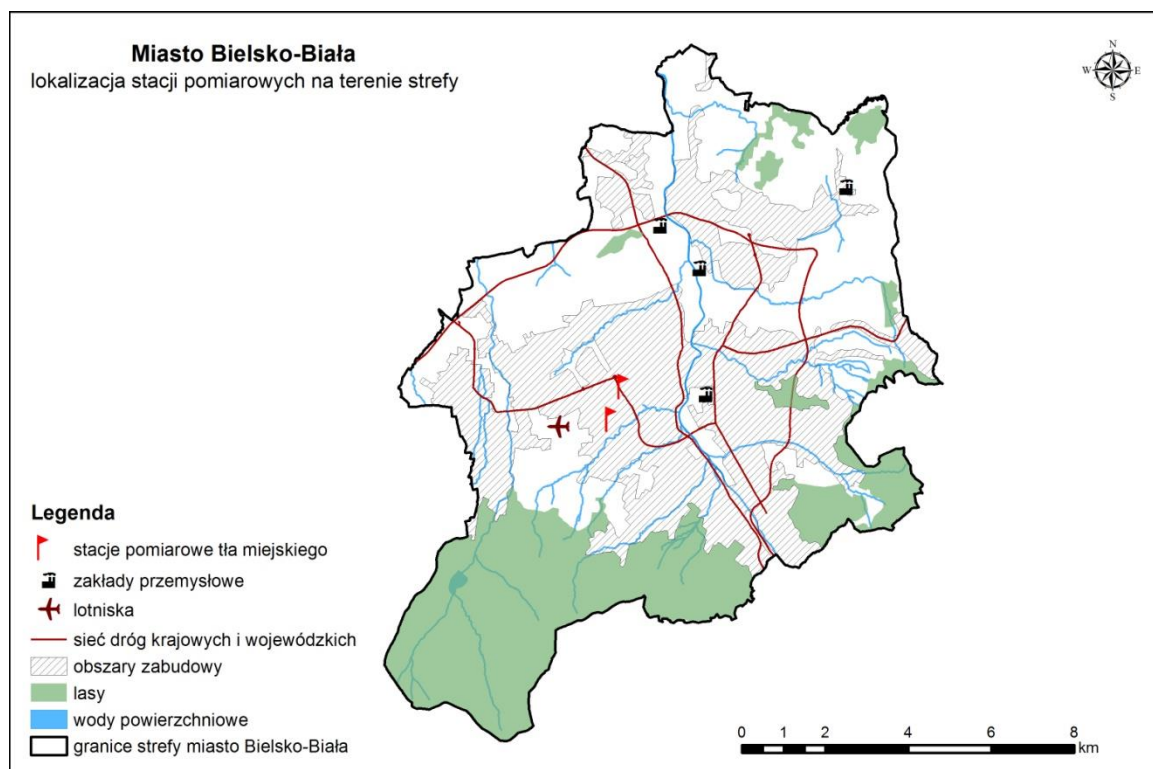 Miasto Bielsko-Biała
lokalizacja stacji pomiarowych na terenie strefy
N
W E
S
Legenda
stacje pomiarowe tła miejskiego
zakłady przemysłowe
lotniska
sieć dróg krajowych i wojewódzkich
obszary zabudowy
lasy
wody powierzchniowe
granice strefy miasto Bielsko-Biała
0 1 2 4 6 8
km